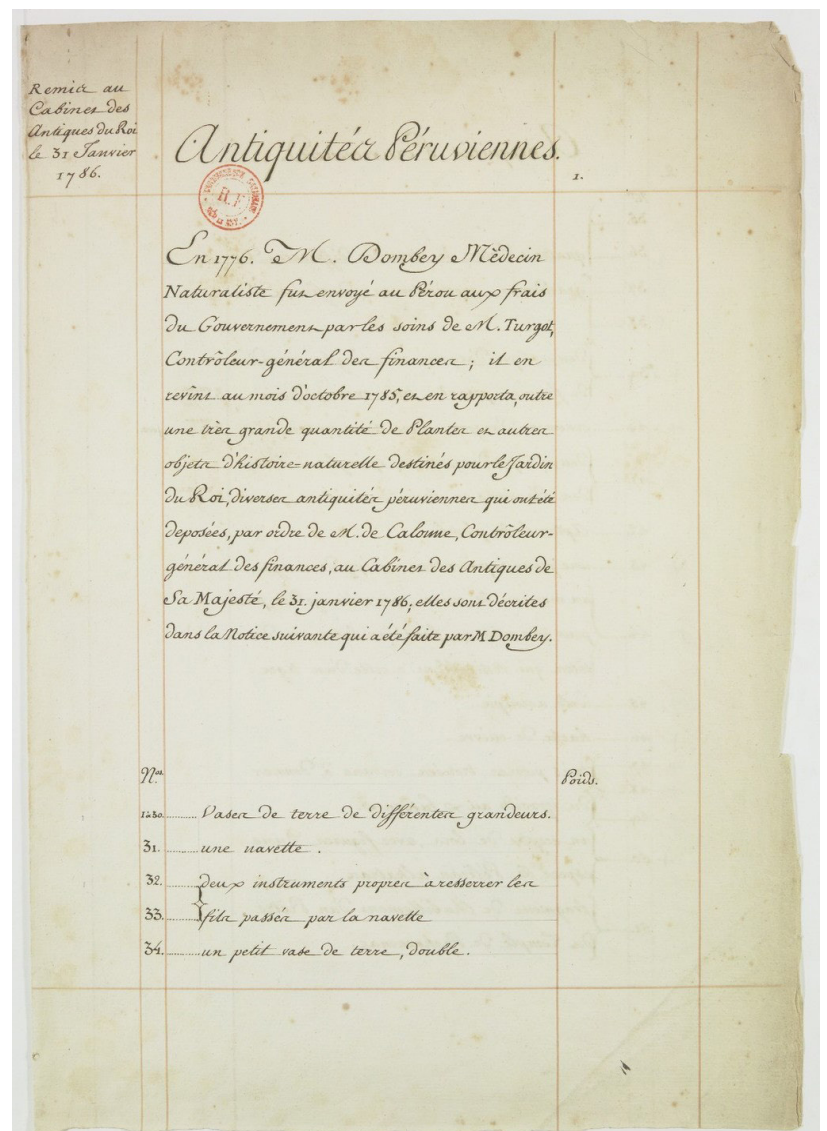 Remis au
Cabinet des
Antiques du Roi
le 31 Janvier
1786.
Antiquités Péruviennes.
1.
R.F.
En 1776. M. Dombey Médecin
Naturaliste fut envoyé au Pérou aux frais
du Gouvernement par les soins de M. Turgot,
Contrôleur-général des finances ; il en
revint au mois d'octobre 1785, et en rapporta, outre
une très grande quantité de Plantes et autres
objets d'histoire=naturelle destinés pour le Jardin
du Roi, diverses antiquités péruviennes qui ont été
deposées, par ordre de M. de Calonne, Contrôleur-
général des finances, au Cabinet des Antiques de
Sa Majesté, le 31. janvier 1786; elles sont décrites
dans la Notice suivante qui a été faite par M Dombey.
Nos. Poids.
1 à 30. Vases de terre de différentes grandeurs.
31. une navette.
32. deux instruments propres à resserrer les
33. fils passés par la navette
34. un petit vase de terre, double.